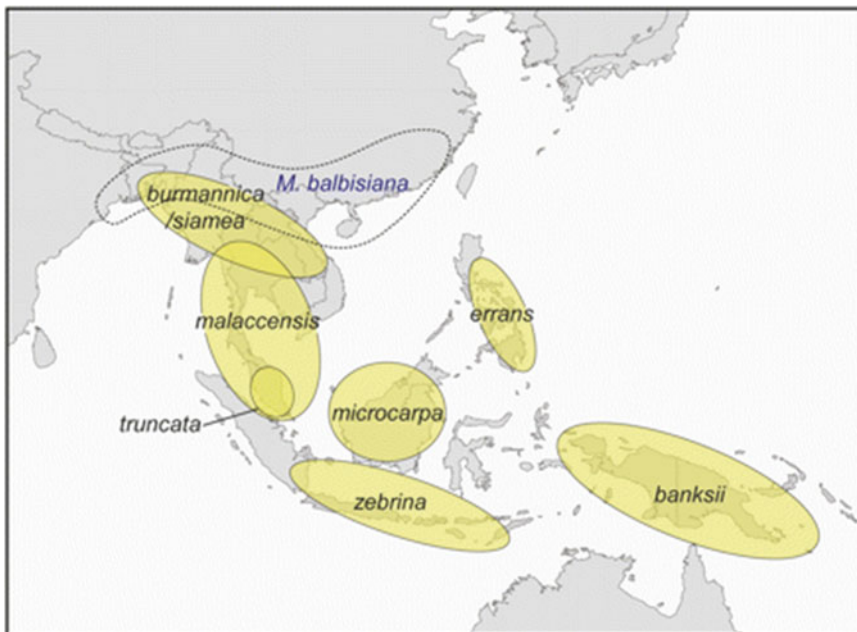 M. balbisiana
burmannica
/siamea
malaccensis
errans
truncata
microcarpa
zebrina
banksii